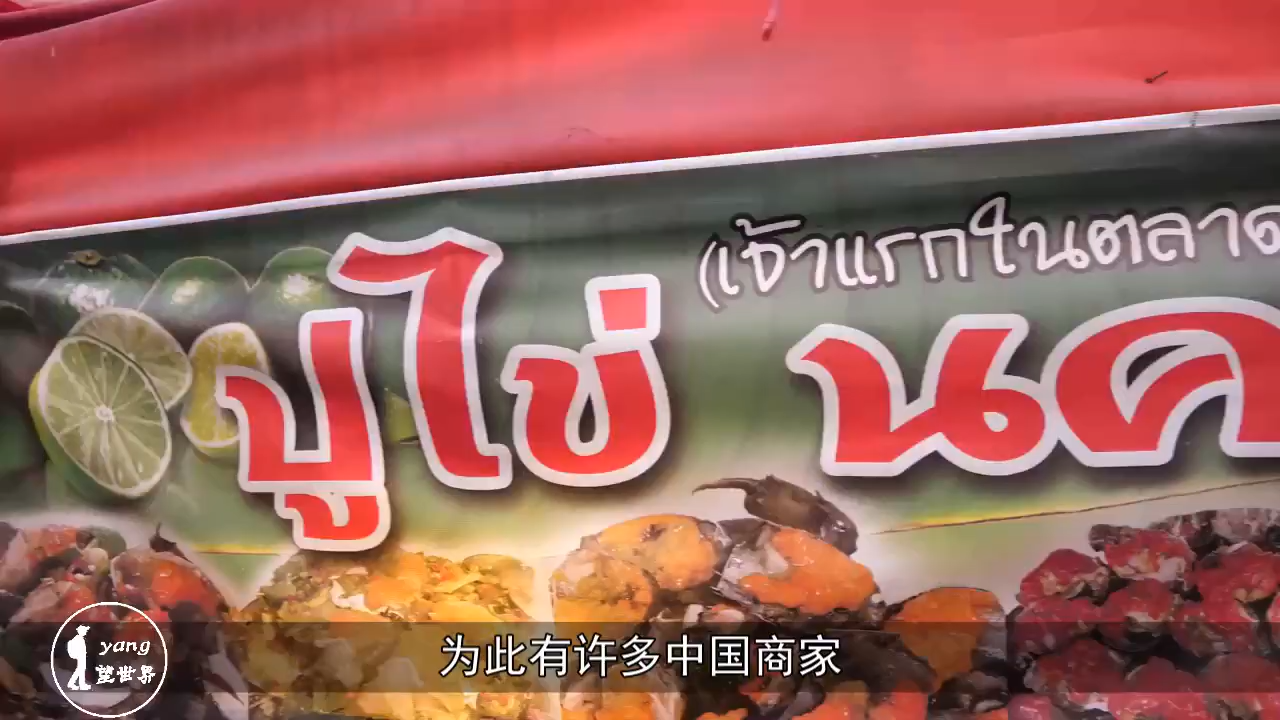 (เจ้าแรกในตลาด
ปูไข่ นค
为此有许多中国商家
yang
望世界